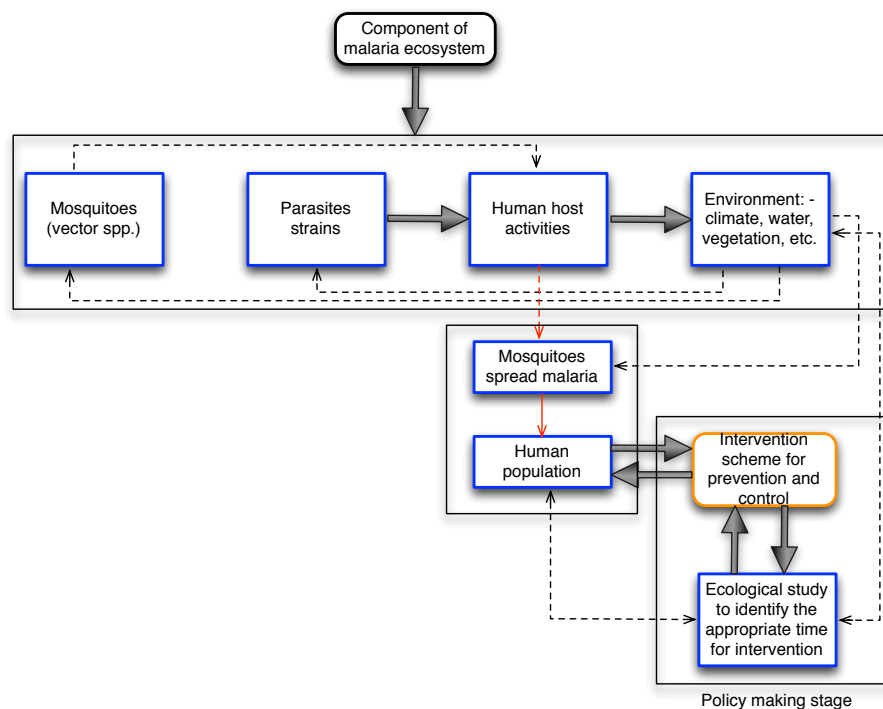 Component of
malaria ecosystem
Mosquitoes
(vector spp.)
Parasites
strains
Human host
activities
Environment: -
climate, water,
vegetation, etc.
Mosquitoes
spread malaria
Human
population
Intervention
scheme for
prevention and
control
Ecological study
to identify the
appropriate time
for intervention
Policy making stage